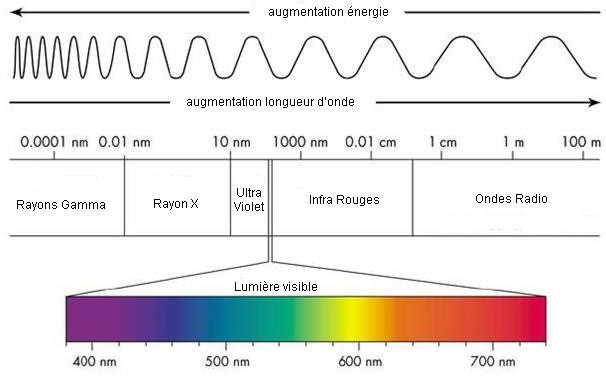 augmentation énergie
augmentation longueur d'onde
0.0001 nm 0.01 nm 10 nm 1000 nm 0.01 cm 1 cm 1 m 100 m
Rayons Gamma Rayon X Ultra Violet Infra Rouges Ondes Radio
Lumière visible
400 nm 500 nm 600 nm 700 nm